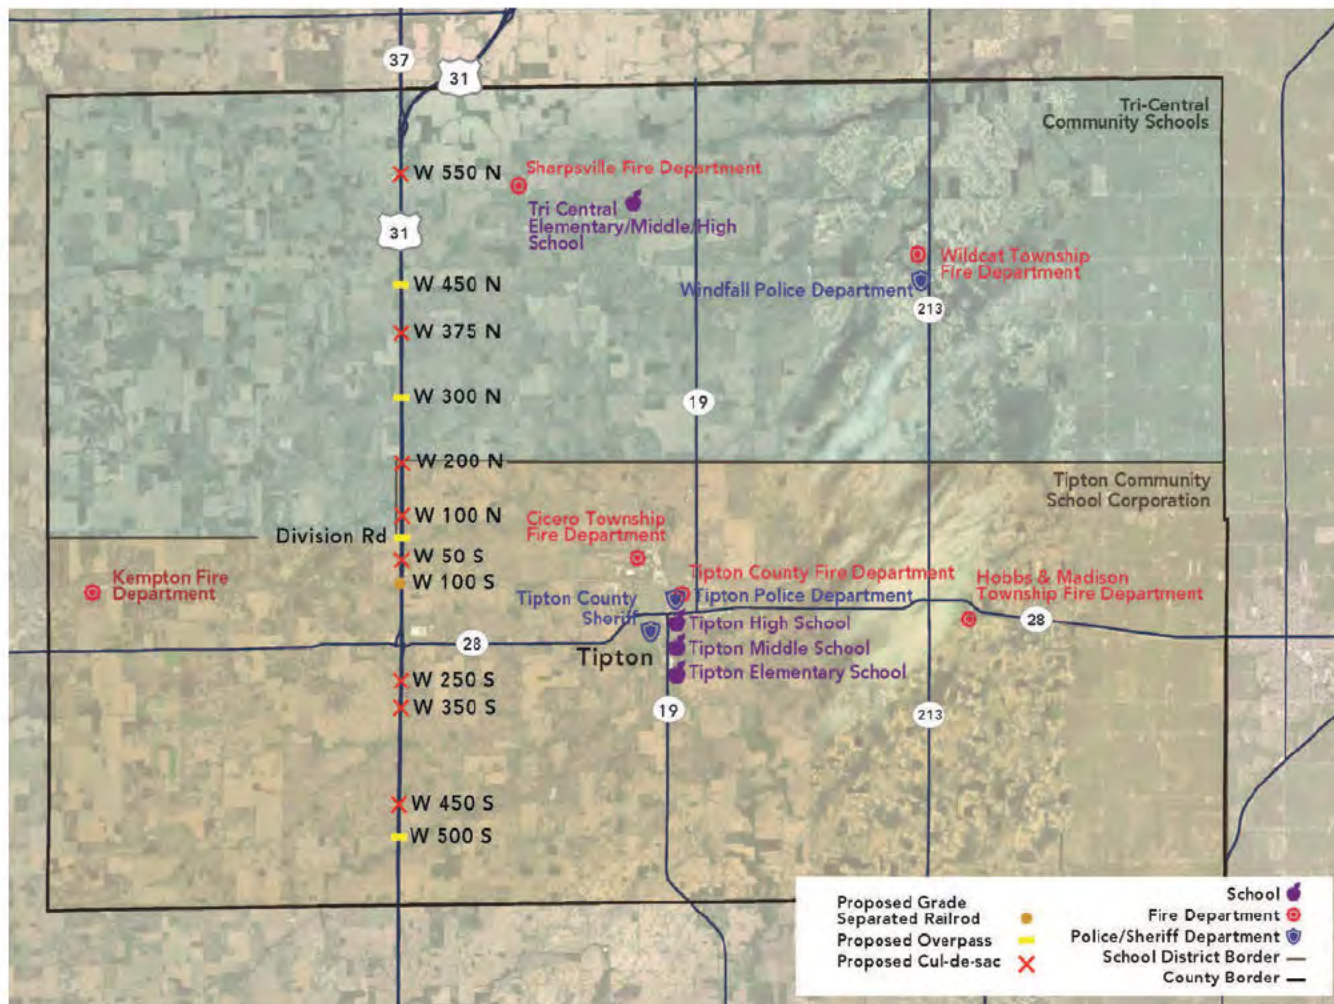 37
31
Tri-Central
Community Schools
W 550 N
Sharpsville Fire Department
Tri Central
Elementary/Middle/High
School
31
Wildcat Township
Fire Department
W 450 N
Windfall Police Department
213
W 375 N
W 300 N
19
W 200 N
Tipton Community
School Corporation
W 100 N
Cicero Township
Fire Department
Division Rd
W 50 S
W 100 S
Kempton Fire
Department
Tipton County Fire Department
Hobbs & Madison
Township Fire Department
Tipton County
Sheriff
Tipton Police Department
Tipton High School
28
28
Tipton
Tipton Middle School
Tipton Elementary School
W 250 S
W 350 S
19
213
W 450 S
W 500 S
Proposed Grade
Separated Railrod
Proposed Overpass
Proposed Cul-de-sac
School
Fire Department
Police/Sheriff Department
School District Border
County Border